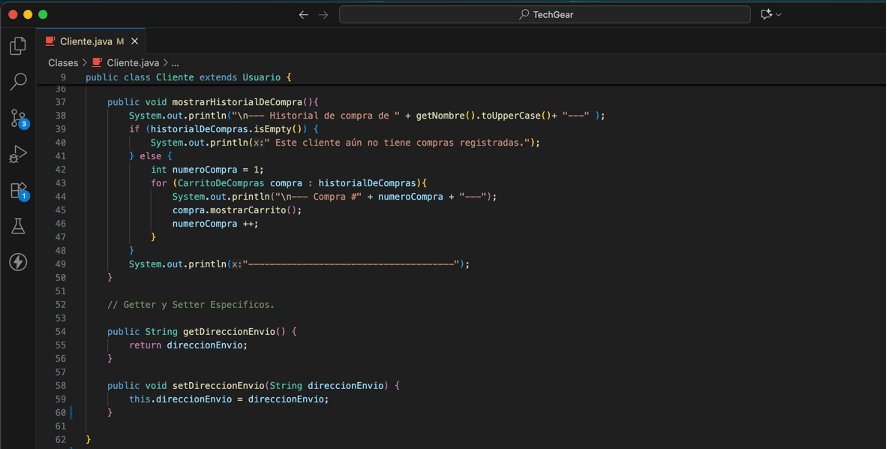 TechGear
Cliente.java M
Clases > Cliente.java > ...
9 public class Cliente extends Usuario {
36
37 public void mostrarHistorialDeCompra(){
38 System.out.println("\n--- Historial de compra de " + getNombre().toUpperCase()+ "---" );
39 if (historialDeCompras.isEmpty()) {
40 System.out.println(x:" Este cliente aún no tiene compras registradas.");
41 } else {
42 int numeroCompra = 1;
43 for (CarritoDeCompras compra : historialDeCompras){
44 System.out.println("\n--- Compra #" + numeroCompra + "---");
45 compra.mostrarCarrito();
46 numeroCompra ++;
47 }
48 }
49 System.out.println(x:"--------------------------------------");
50 }
51
52 // Getter y Setter Especificos.
53
54 public String getDireccionEnvio() {
55 return direccionEnvio;
56 }
57
58 public void setDireccionEnvio(String direccionEnvio) {
59 this.direccionEnvio = direccionEnvio;
60 }
61
62 }
3
1